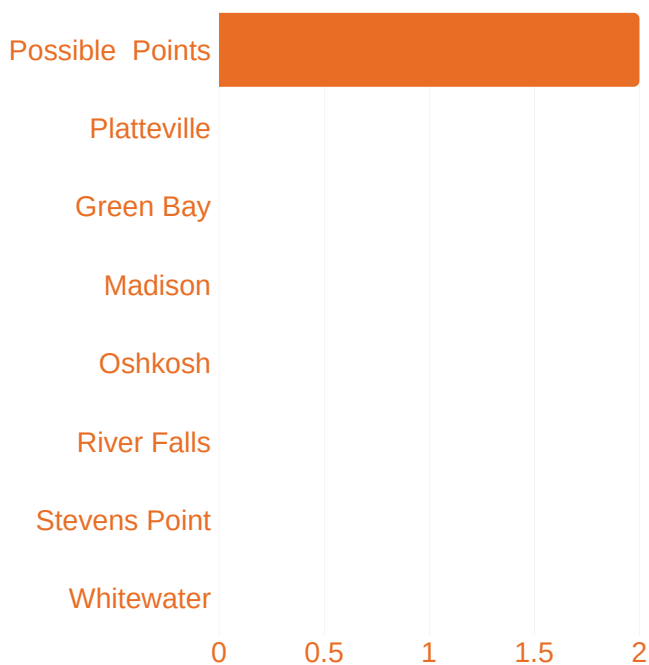 Possible  Points
Platteville
Green Bay
Madison
Oshkosh
River Falls
Stevens Point
Whitewater
0 0.5 1 1.5 2